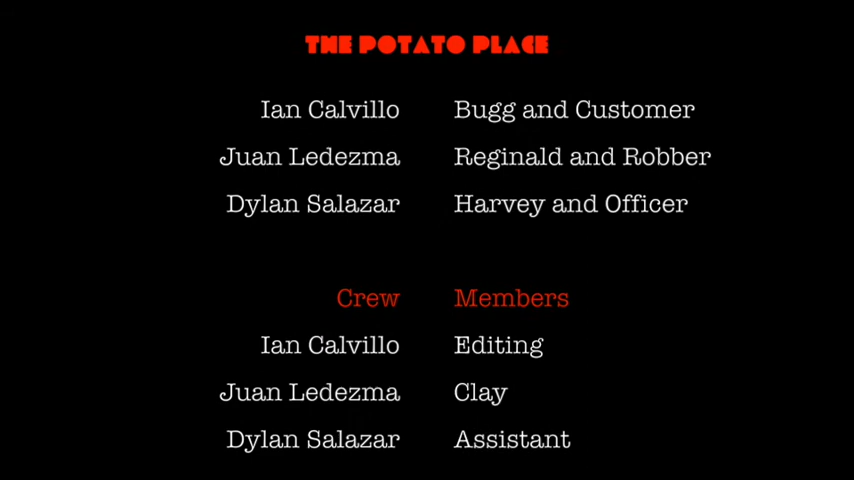 THE POTATO PLACE
Ian Calvillo Bugg and Customer
Juan Ledezma Reginald and Robber
Dylan Salazar Harvey and Officer
Crew Members
Ian Calvillo Editing
Juan Ledezma Clay
Dylan Salazar Assistant